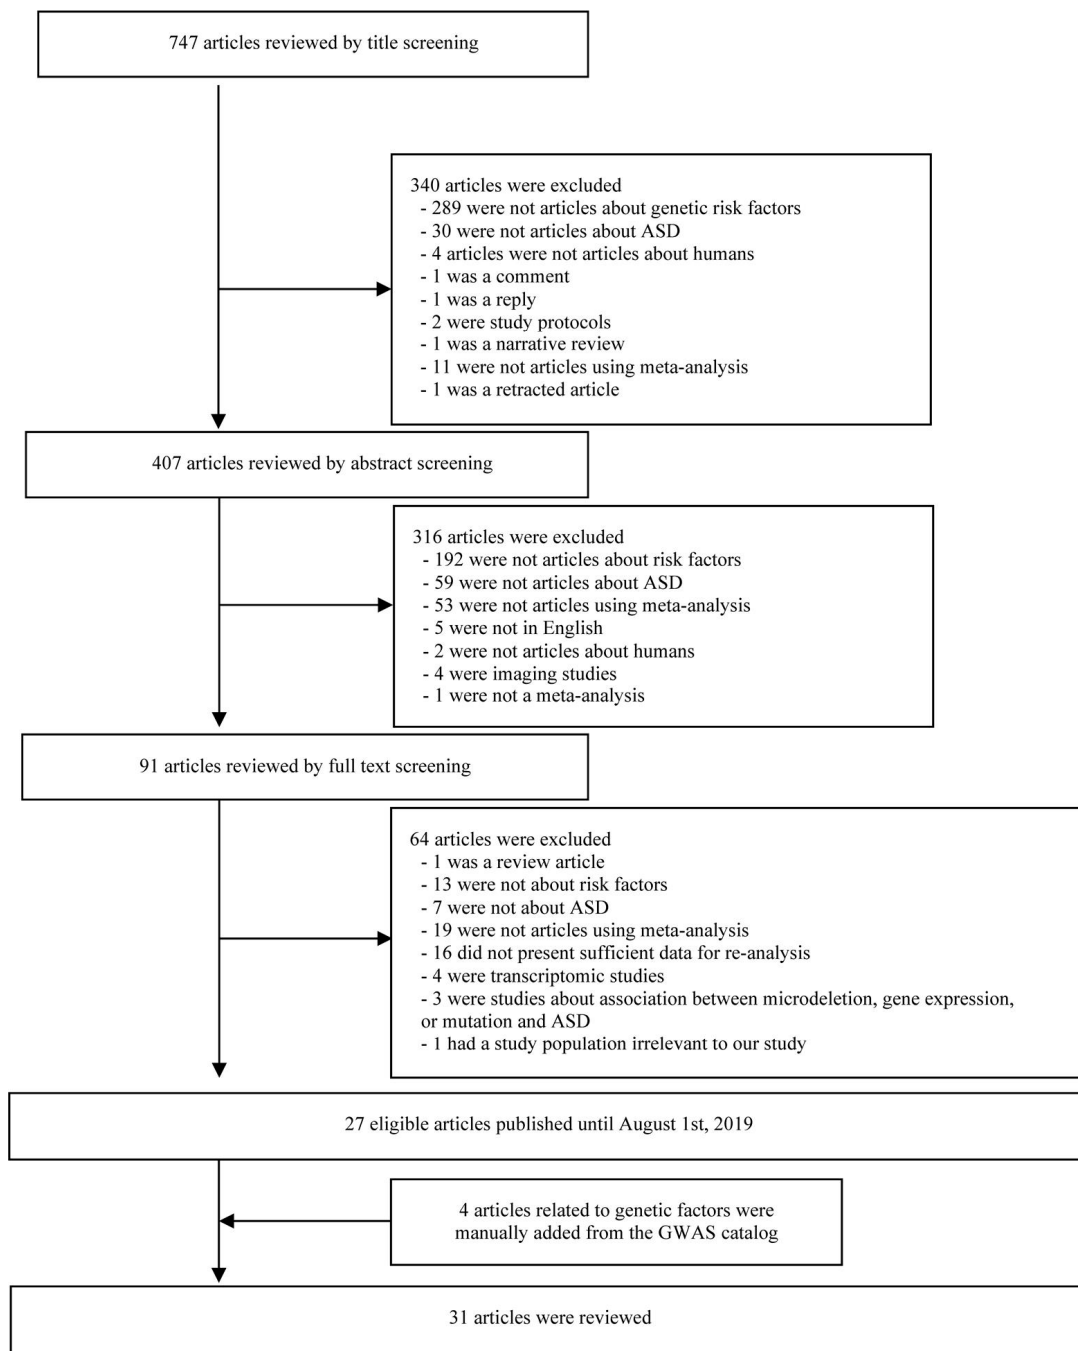 747 articles reviewed by title screening
340 articles were excluded
- 289 were not articles about genetic risk factors
- 30 were not articles about ASD
- 4 articles were not articles about humans
- 1 was a comment
- 1 was a reply
- 2 were study protocols
- 1 was a narrative review
- 11 were not articles using meta-analysis
- 1 was a retracted article
407 articles reviewed by abstract screening
316 articles were excluded
- 192 were not articles about risk factors
- 59 were not articles about ASD
- 53 were not articles using meta-analysis
- 5 were not in English
- 2 were not articles about humans
- 4 were imaging studies
- 1 were not a meta-analysis
91 articles reviewed by full text screening
64 articles were excluded
- 1 was a review article
- 13 were not about risk factors
- 7 were not about ASD
- 19 were not articles using meta-analysis
- 16 did not present sufficient data for re-analysis
- 4 were transcriptomic studies
- 3 were studies about association between microdeletion, gene expression,
or mutation and ASD
- 1 had a study population irrelevant to our study
27 eligible articles published until August 1st, 2019
4 articles related to genetic factors were
manually added from the GWAS catalog
31 articles were reviewed